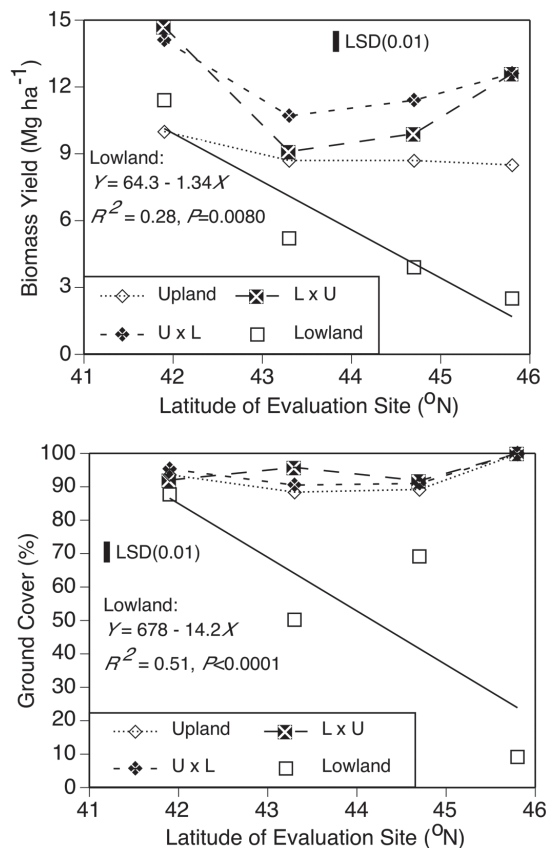 15
12
9
6
3
0
Biomass Yield (Mg ha⁻¹)
LSD(0.01)
Lowland:
Y = 64.3 - 1.34X
R² = 0.28, P=0.0080
Upland L x U
U x L Lowland
41 42 43 44 45 46
Latitude of Evaluation Site (ᴼN)
100
90
80
70
60
50
40
30
20
10
0
Ground Cover (%)
LSD(0.01)
Lowland:
Y = 678 - 14.2X
R² = 0.51, P<0.0001
Upland L x U
U x L Lowland
41 42 43 44 45 46
Latitude of Evaluation Site (ᴼN)